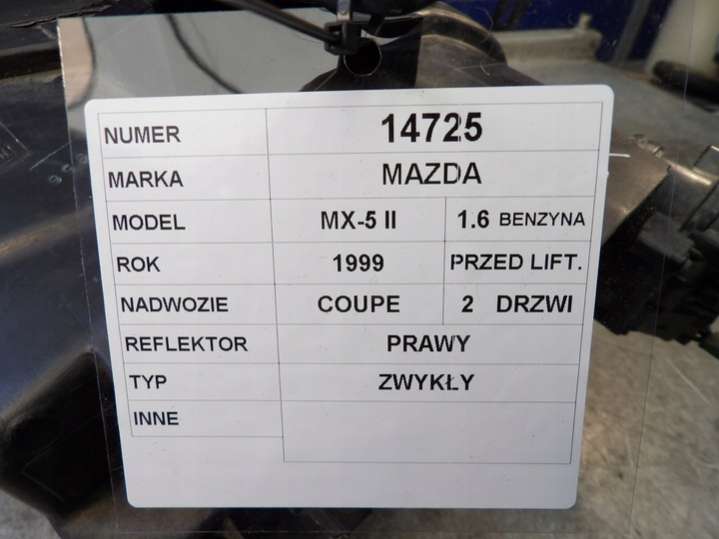 NUMER 14725
MARKA MAZDA
MODEL MX-5 II 1.6 BENZYNA
ROK 1999 PRZED LIFT.
NADWOZIE COUPE 2 DRZWI
REFLEKTOR PRAWY
TYP ZWYKŁY
INNE